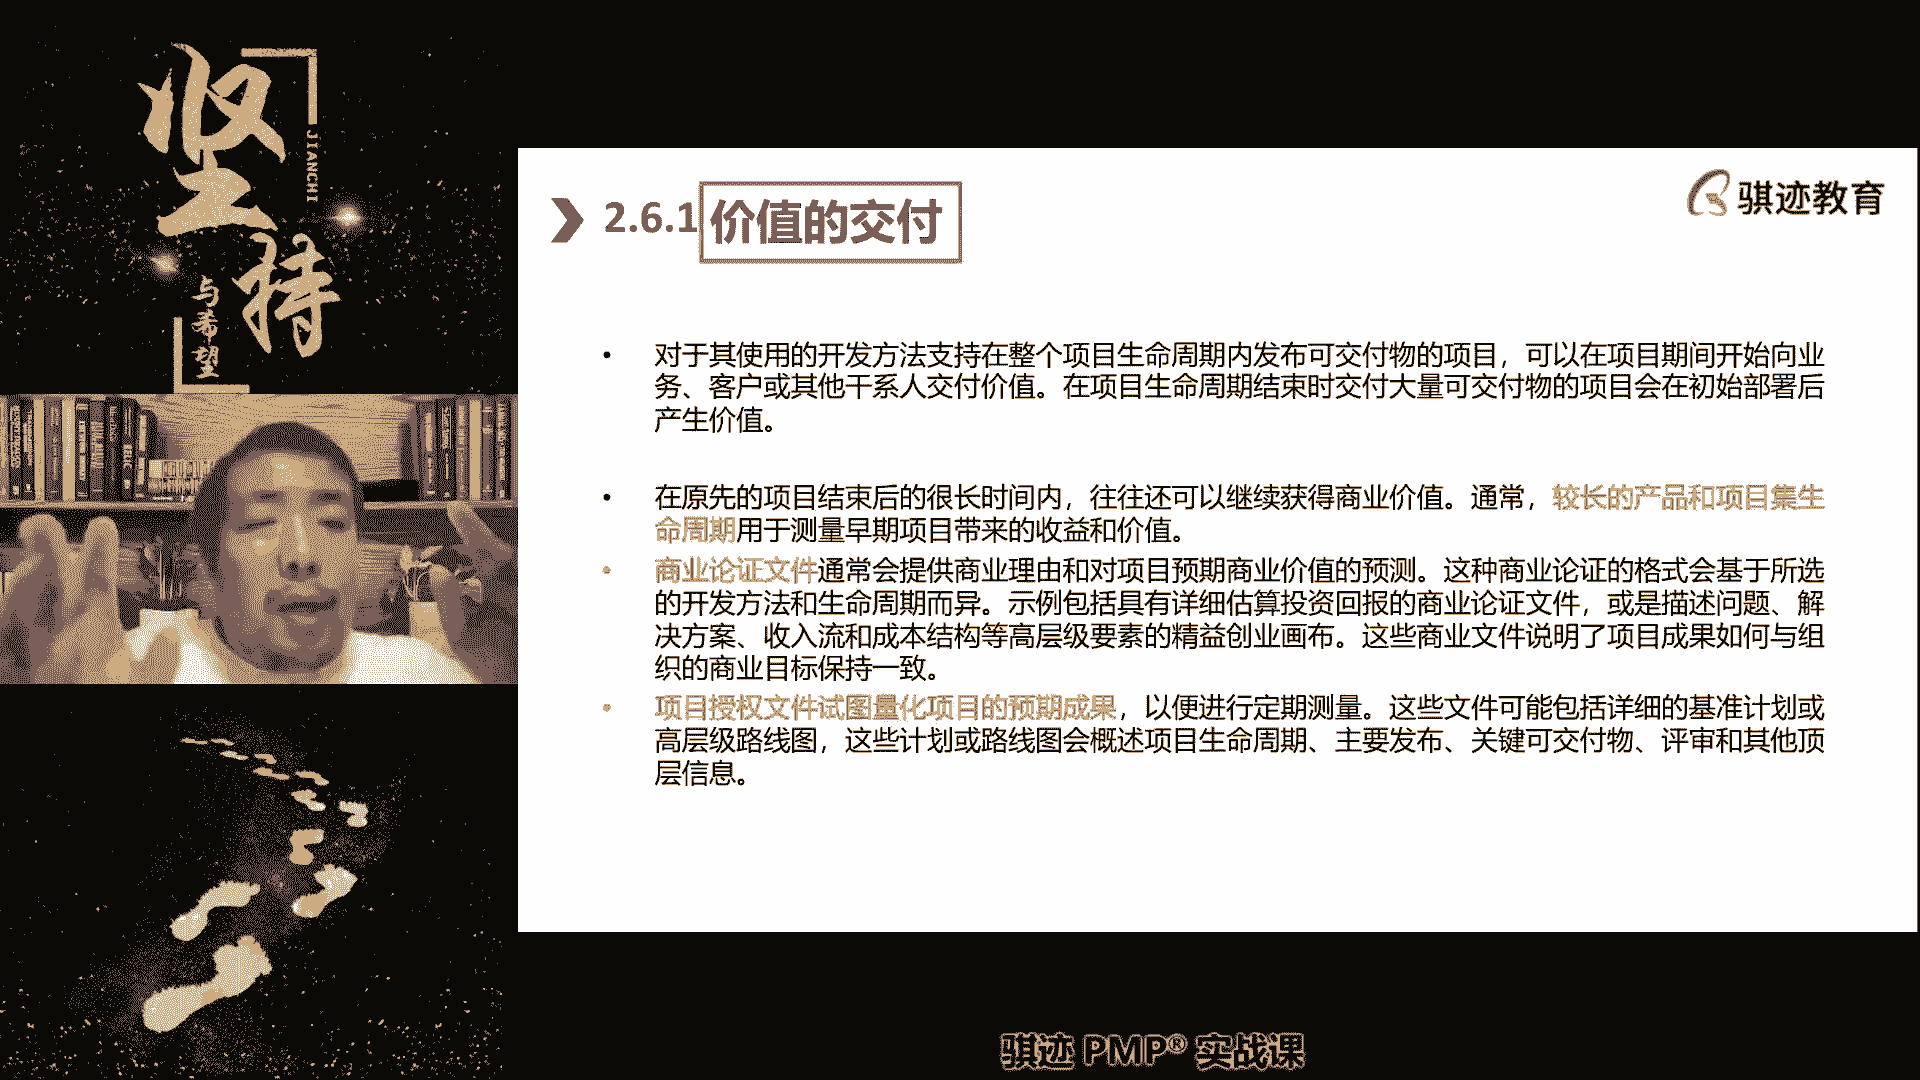 坚持
JIANCHI
与希望
2.6.1 价值的交付
骐迹教育
• 对于其使用的开发方法支持在整个项目生命周期内发布可交付物的项目，可以在项目期间开始向业
务、客户或其他干系人交付价值。在项目生命周期结束时交付大量可交付物的项目会在初始部署后
产生价值。
• 在原先的项目结束后的很长时间内，往往还可以继续获得商业价值。通常，较长的产品和项目集生
命周期用于测量早期项目带来的收益和价值。
• 商业论证文件通常会提供商业理由和对项目预期商业价值的预测。这种商业论证的格式会基于所选
的开发方法和生命周期而异。示例包括具有详细估算投资回报的商业论证文件，或是描述问题、解
决方案、收入流和成本结构等高层级要素的精益创业画布。这些商业文件说明了项目成果如何与组
织的商业目标保持一致。
• 项目授权文件试图量化项目的预期成果，以便进行定期测量。这些文件可能包括详细的基准计划或
高层级路线图，这些计划或路线图会概述项目生命周期、主要发布、关键可交付物、评审和其他顶
层信息。
骐迹 PMP® 实战课